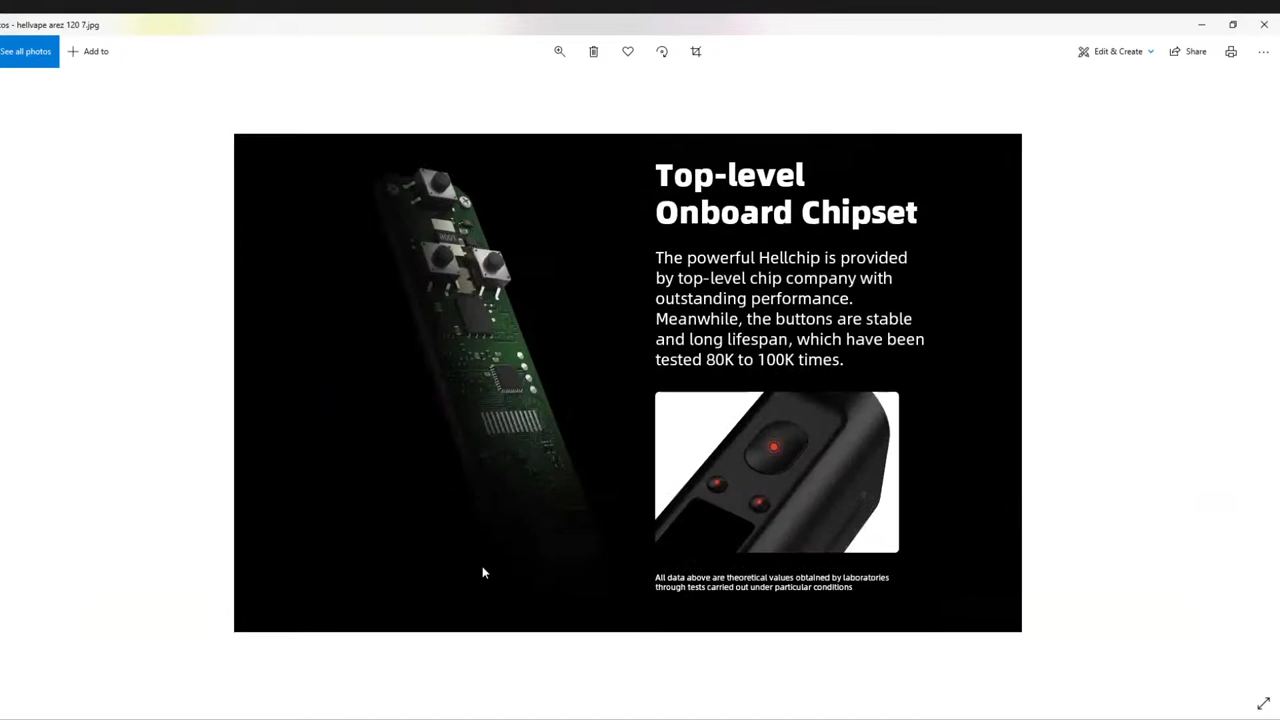 os - hellvape arez 120 7.jpg
See all photos
Add to
Edit & Create
Share
Top-level
Onboard Chipset
The powerful Hellchip is provided
by top-level chip company with
outstanding performance.
Meanwhile, the buttons are stable
and long lifespan, which have been
tested 80K to 100K times.
All data above are theoretical values obtained by laboratories
through tests carried out under particular conditions